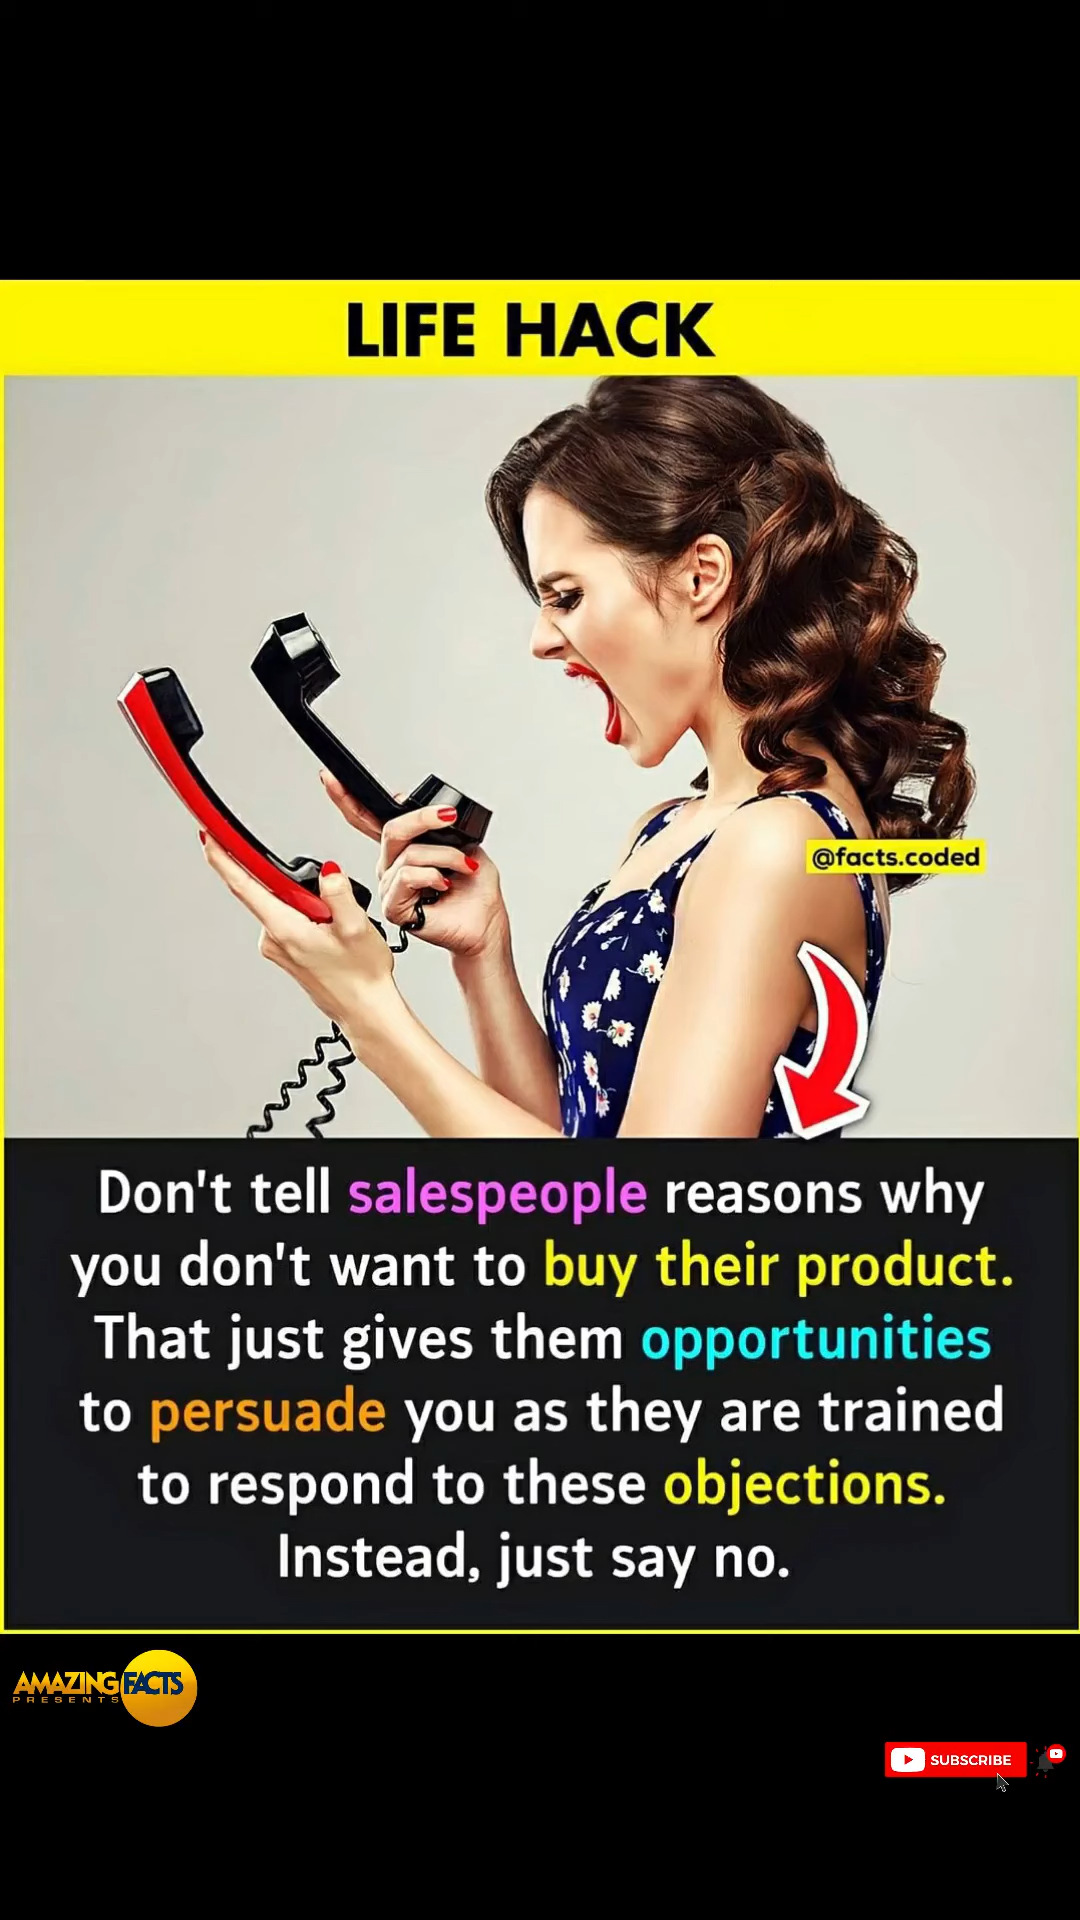 LIFE HACK
@facts.coded
Don't tell salespeople reasons why
you don't want to buy their product.
That just gives them opportunities
to persuade you as they are trained
to respond to these objections.
Instead, just say no.
AMAZING FACTS
PRESENTS
SUBSCRIBE